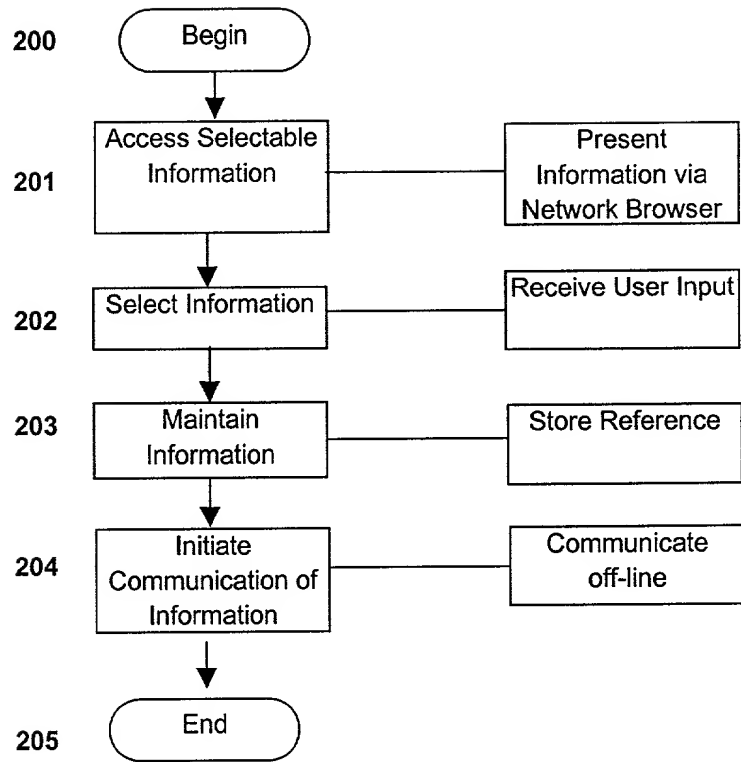 200
Begin
201
Access Selectable
Information
Present
Information via
Network Browser
202
Select Information
Receive User Input
203
Maintain
Information
Store Reference
204
Initiate
Communication of
Information
Communicate
off-line
End
205